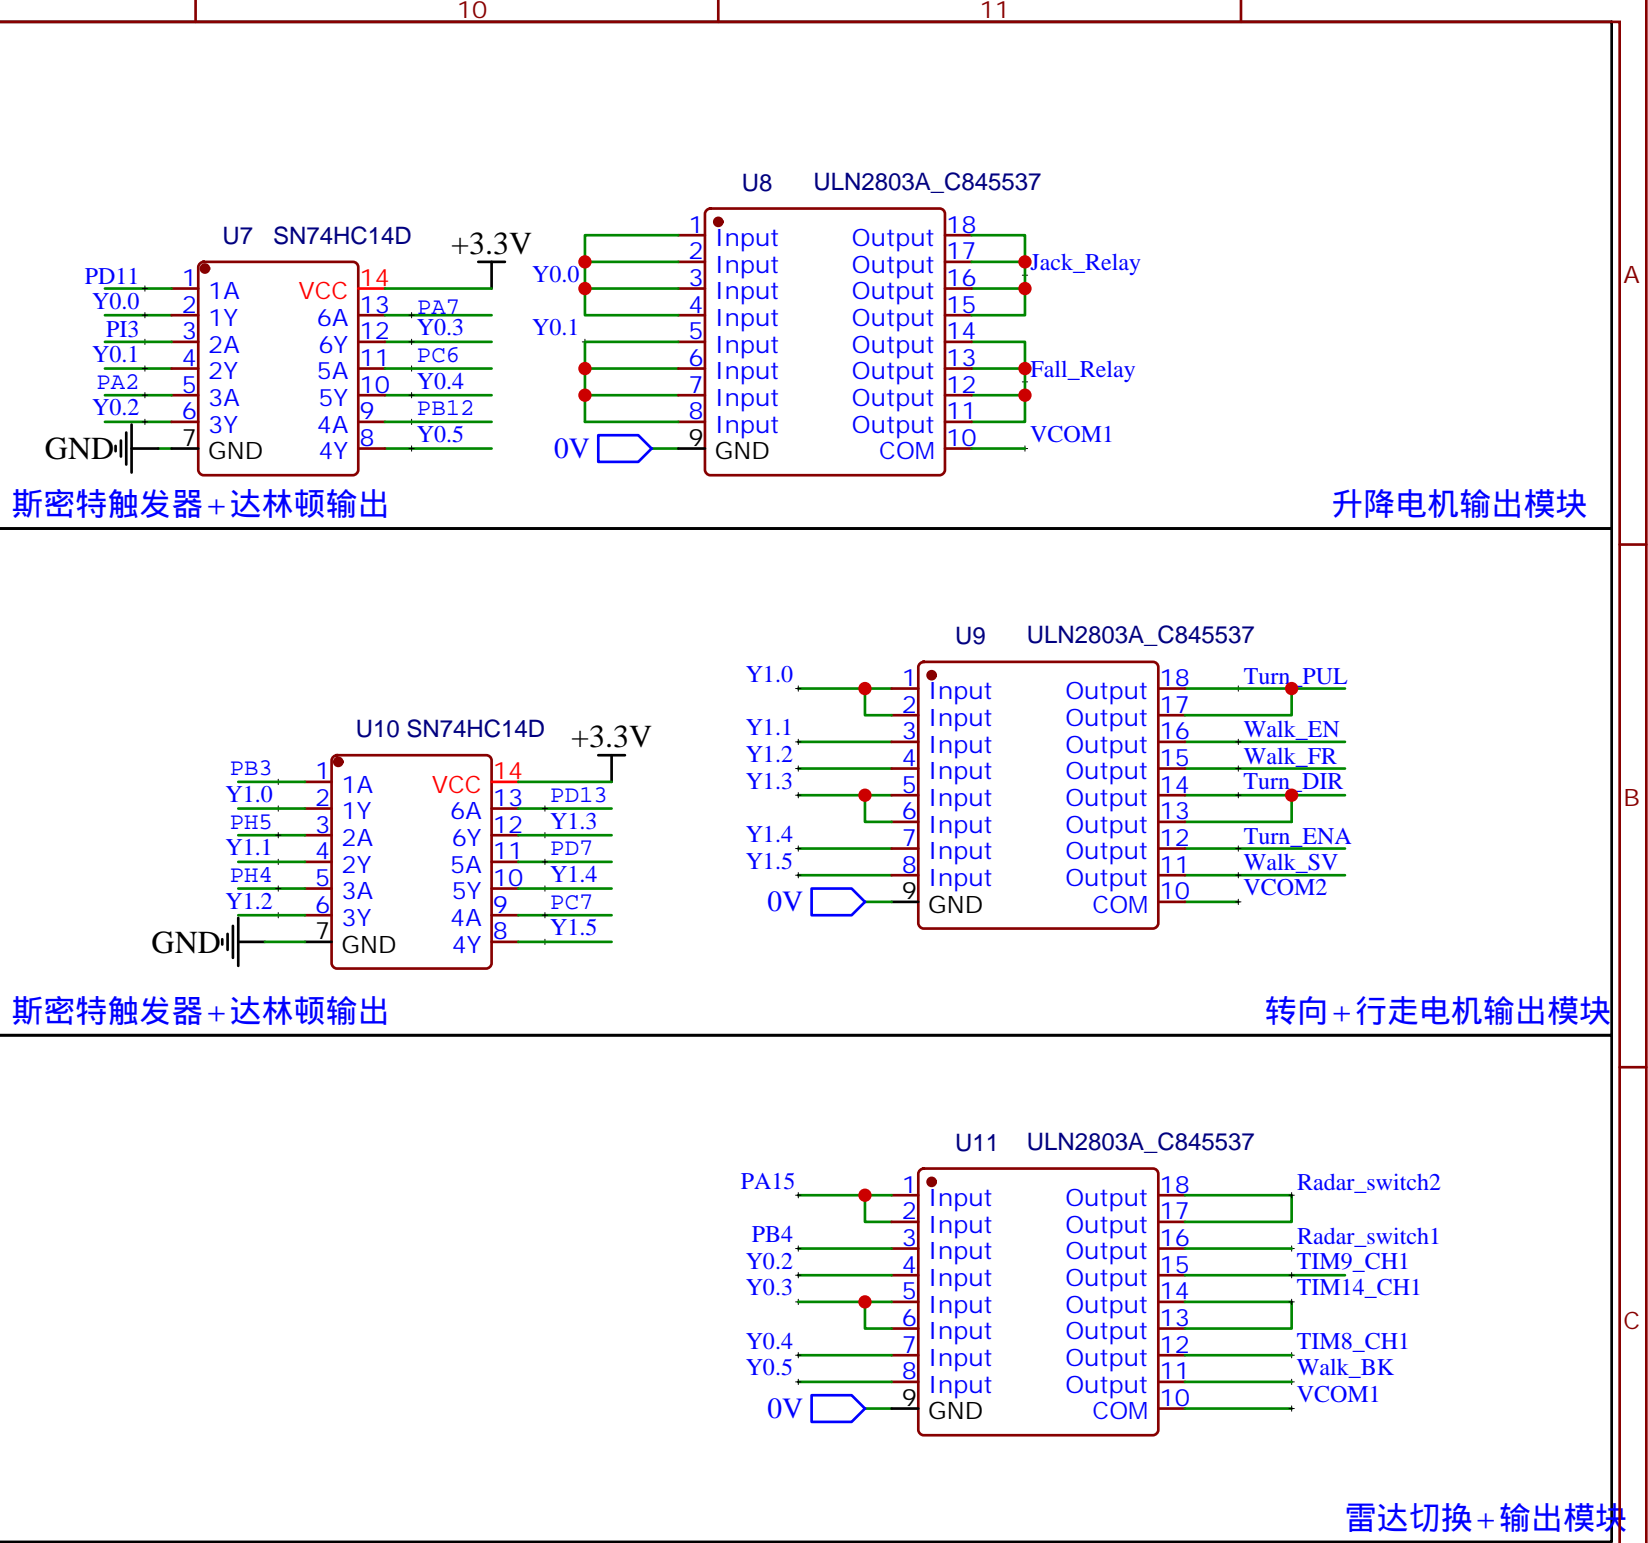 10 11
U8 ULN2803A_C845537
1 Input Output 18
2 Input Output 17 Jack_Relay
Y0.0 3 Input Output 16
4 Input Output 15
Y0.1 5 Input Output 14
6 Input Output 13 Fall_Relay
7 Input Output 12
8 Input Output 11
0V 9 GND COM 10 VCOM1
U7 SN74HC14D +3.3V
PD11 1 1A VCC 14
Y0.0 2 1Y 6A 13 PA7
PI3 3 2A 6Y 12 Y0.3
Y0.1 4 2Y 5A 11 PC6
PA2 5 3A 5Y 10 Y0.4
Y0.2 6 3Y 4A 9 PB12
GND 7 GND 4Y 8 Y0.5
A
斯密特触发器+达林顿输出
升降电机输出模块
U9 ULN2803A_C845537
Y1.0 1 Input Output 18 Turn_PUL
2 Input Output 17
Y1.1 3 Input Output 16 Walk_EN
Y1.2 4 Input Output 15 Walk_FR
Y1.3 5 Input Output 14 Turn_DIR
6 Input Output 13
Y1.4 7 Input Output 12 Turn_ENA
Y1.5 8 Input Output 11 Walk_SV
0V 9 GND COM 10 VCOM2
U10 SN74HC14D +3.3V
PB3 1 1A VCC 14
Y1.0 2 1Y 6A 13 PD13
PH5 3 2A 6Y 12 Y1.3
Y1.1 4 2Y 5A 11 PD7
PH4 5 3A 5Y 10 Y1.4
Y1.2 6 3Y 4A 9 PC7
GND 7 GND 4Y 8 Y1.5
B
斯密特触发器+达林顿输出
转向+行走电机输出模块
U11 ULN2803A_C845537
PA15 1 Input Output 18 Radar_switch2
2 Input Output 17
PB4 3 Input Output 16 Radar_switch1
Y0.2 4 Input Output 15 TIM9_CH1
Y0.3 5 Input Output 14 TIM14_CH1
6 Input Output 13
Y0.4 7 Input Output 12 TIM8_CH1
Y0.5 8 Input Output 11 Walk_BK
0V 9 GND COM 10 VCOM1
C
雷达切换+输出模块